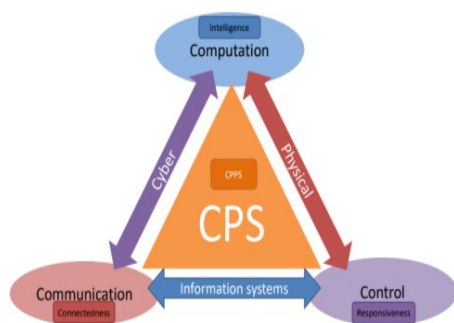 Intelligence
Computation
Cyber
Physical
CPPS
CPS
Communication
Connectedness
Information systems
Control
Responsiveness